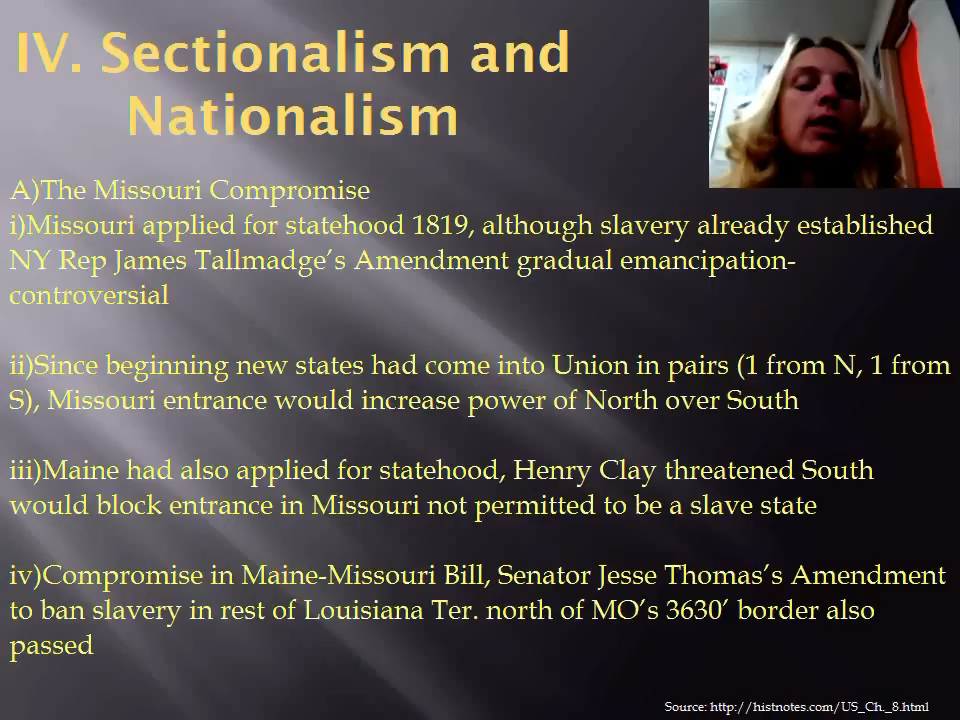 IV. Sectionalism and
Nationalism
A)The Missouri Compromise
i)Missouri applied for statehood 1819, although slavery already established
NY Rep James Tallmadge’s Amendment gradual emancipation-
controversial
ii)Since beginning new states had come into Union in pairs (1 from N, 1 from
S), Missouri entrance would increase power of North over South
iii)Maine had also applied for statehood, Henry Clay threatened South
would block entrance in Missouri not permitted to be a slave state
iv)Compromise in Maine-Missouri Bill, Senator Jesse Thomas’s Amendment
to ban slavery in rest of Louisiana Ter. north of MO’s 3630’ border also
passed
Source: http://histnotes.com/US_Ch._8.html